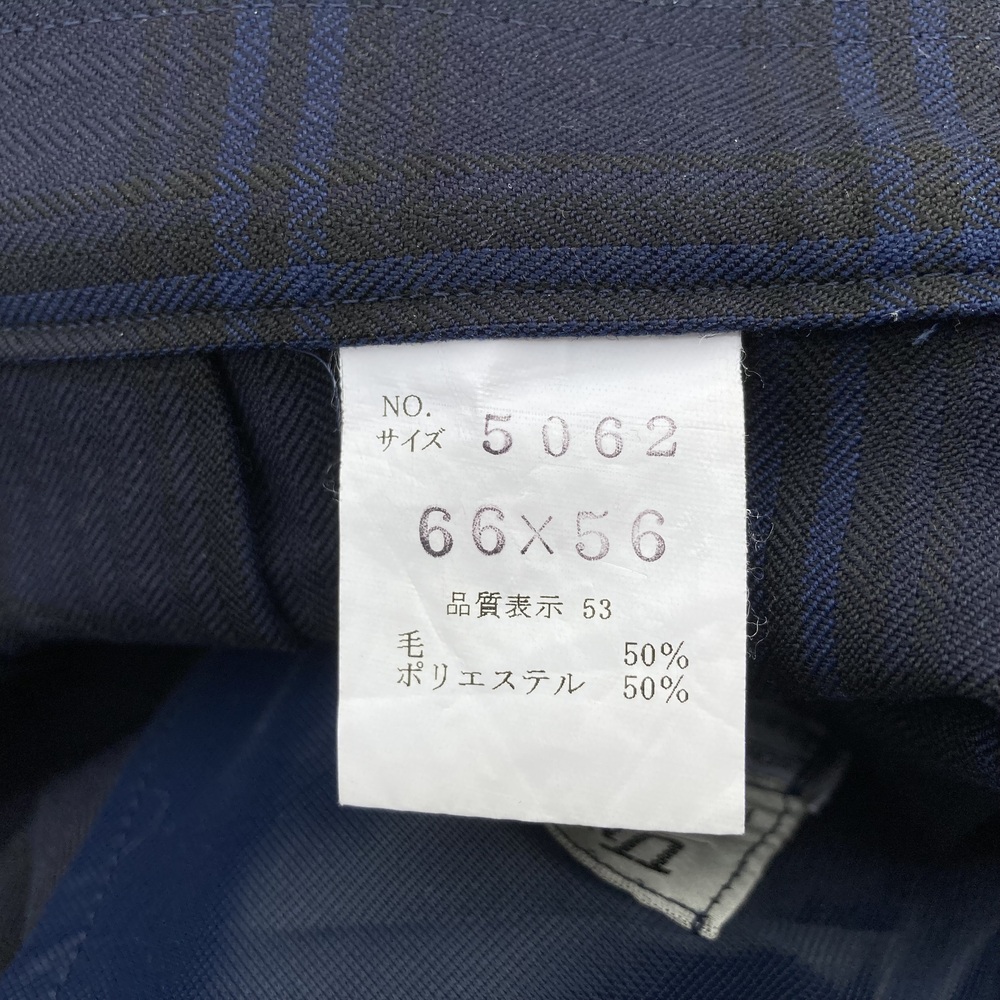 NO. 5062
サイズ
66×56
品質表示 53
毛 50%
ポリエステル 50%